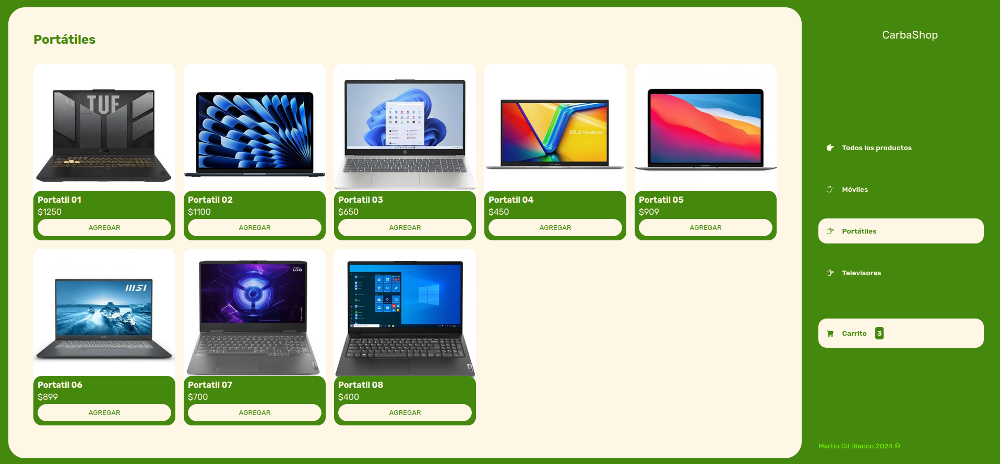 Portátiles
TUF
ASUS Vivobook
Portatil 01
$1250
AGREGAR
Portatil 02
$1100
AGREGAR
Portatil 03
$650
AGREGAR
Portatil 04
$450
AGREGAR
Portatil 05
$909
AGREGAR
msi
LOQ
Portatil 06
$899
AGREGAR
Portatil 07
$700
AGREGAR
Portatil 08
$400
AGREGAR
CarbaShop
Todos los productos
Móviles
Portátiles
Televisores
Carrito 3
Martín Gil Blanco 2024 ©